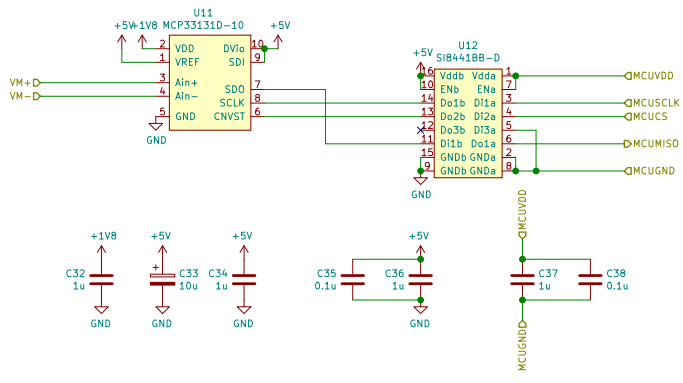 U11
MCP33131D-10
+5V
+1V8
+5V
2 VDD
DVio 10
1 VREF
SDI 9
VM+
3 Ain+
SDO 7
VM-
4 Ain-
SCLK 8
5 GND
CNVST 6
GND
U12
SI8441BB-D
+5V
16 Vddb
Vdda 1
MCUVDD
10 ENb
ENa 7
14 Do1b
Di1a 3
MCUSCLK
13 Do2b
Di2a 4
MCUCS
12 Do3b
Di3a 5
11 Di1b
Do1a 6
MCUMISO
15 GNDb
GNDa 2
9 GNDb
GNDa 8
MCUGND
GND
+1V8
C32
1u
GND
+5V
+
C33
10u
GND
+5V
C34
1u
GND
+5V
C35
0.1u
C36
1u
GND
MCUVDD
C37
1u
C38
0.1u
MCUGND